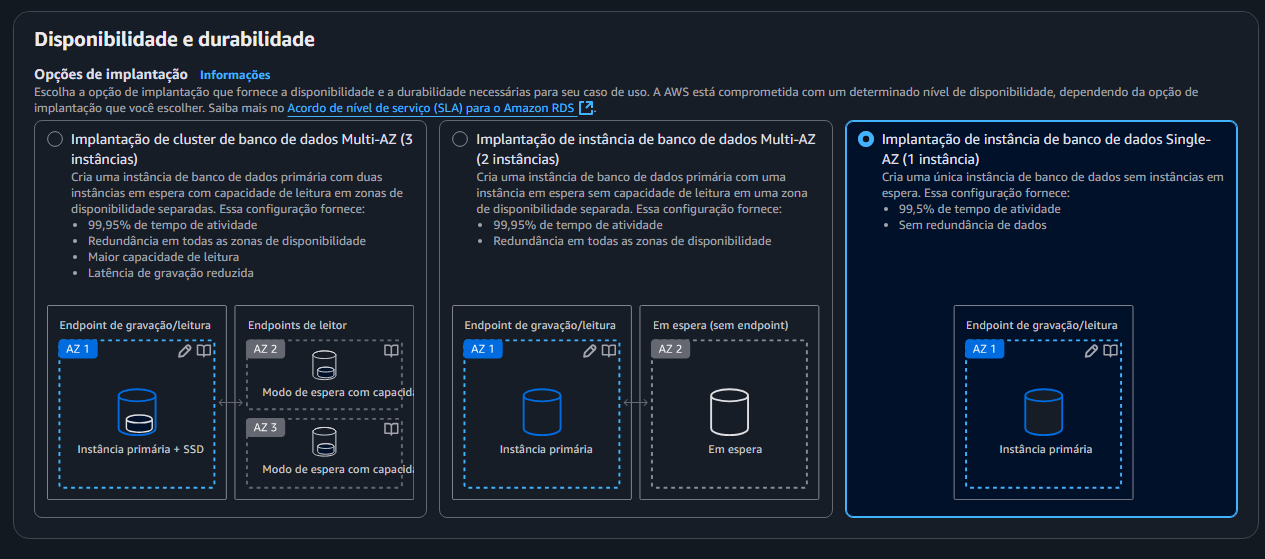 Disponibilidade e durabilidade
Opções de implantação Informações
Escolha a opção de implantação que fornece a disponibilidade e a durabilidade necessárias para seu caso de uso. A AWS está comprometida com um determinado nível de disponibilidade, dependendo da opção de
implantação que você escolher. Saiba mais no Acordo de nível de serviço (SLA) para o Amazon RDS .
Implantação de cluster de banco de dados Multi-AZ (3
instâncias)
Cria uma instância de banco de dados primária com duas
instâncias em espera com capacidade de leitura em zonas de
disponibilidade separadas. Essa configuração fornece:
• 99,95% de tempo de atividade
• Redundância em todas as zonas de disponibilidade
• Maior capacidade de leitura
• Latência de gravação reduzida
Endpoint de gravação/leitura
AZ 1
Instância primária + SSD
Endpoints de leitor
AZ 2
Modo de espera com capacida
AZ 3
Modo de espera com capacida
Implantação de instância de banco de dados Multi-AZ
(2 instâncias)
Cria uma instância de banco de dados primária com uma
instância em espera sem capacidade de leitura em uma zona
de disponibilidade separada. Essa configuração fornece:
• 99,95% de tempo de atividade
• Redundância em todas as zonas de disponibilidade
Endpoint de gravação/leitura
AZ 1
Instância primária
Em espera (sem endpoint)
AZ 2
Em espera
Implantação de instância de banco de dados Single-
AZ (1 instância)
Cria uma única instância de banco de dados sem instâncias em
espera. Essa configuração fornece:
• 99,5% de tempo de atividade
• Sem redundância de dados
Endpoint de gravação/leitura
AZ 1
Instância primária